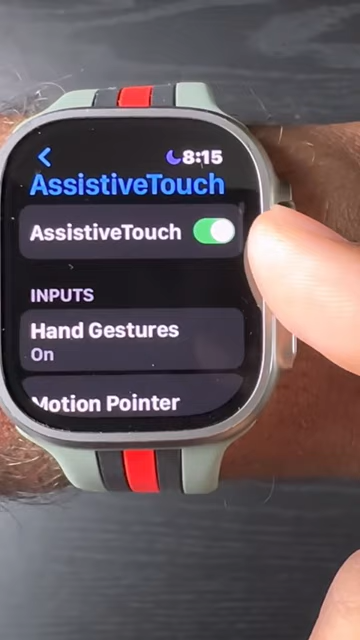 8:15
AssistiveTouch
AssistiveTouch
INPUTS
Hand Gestures
On
Motion Pointer